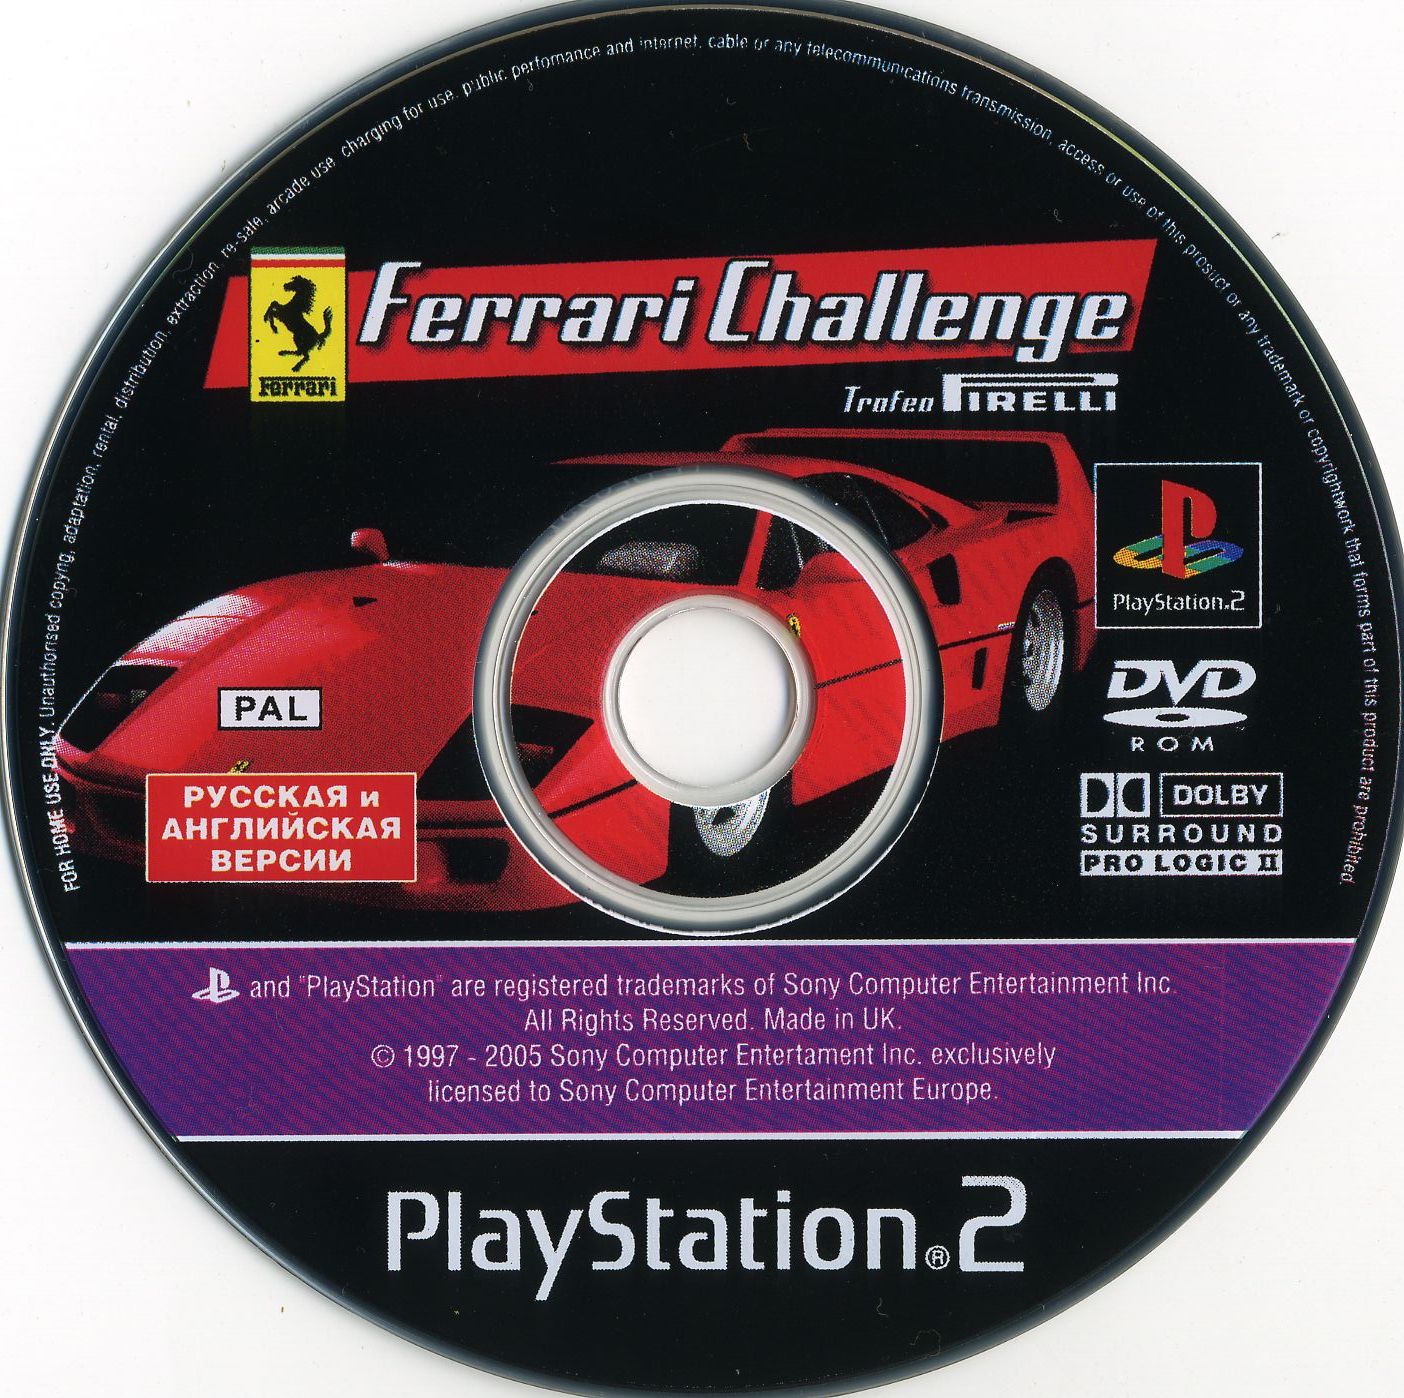 FOR HOME USE ONLY. Unauthorised copyng, adaptation, rental, distribution, extraction, re-sale, arcade use, charging for use, public perfomance and internet, cable or any telecommunications transmission, access or use of this prosuct or any trademark or copyrightwork that forms part of this product are prohibited.
Ferrari
Ferrari Challenge
Trofeo PIRELLI
PlayStation®2
PAL
DVD
ROM
РУССКАЯ и
АНГЛИЙСКАЯ
ВЕРСИИ
DOLBY
SURROUND
PRO LOGIC II
and "PlayStation" are registered trademarks of Sony Computer Entertainment Inc.
All Rights Reserved. Made in UK.
© 1997 - 2005 Sony Computer Entertament Inc. exclusively
licensed to Sony Computer Entertainment Europe.
PlayStation®2